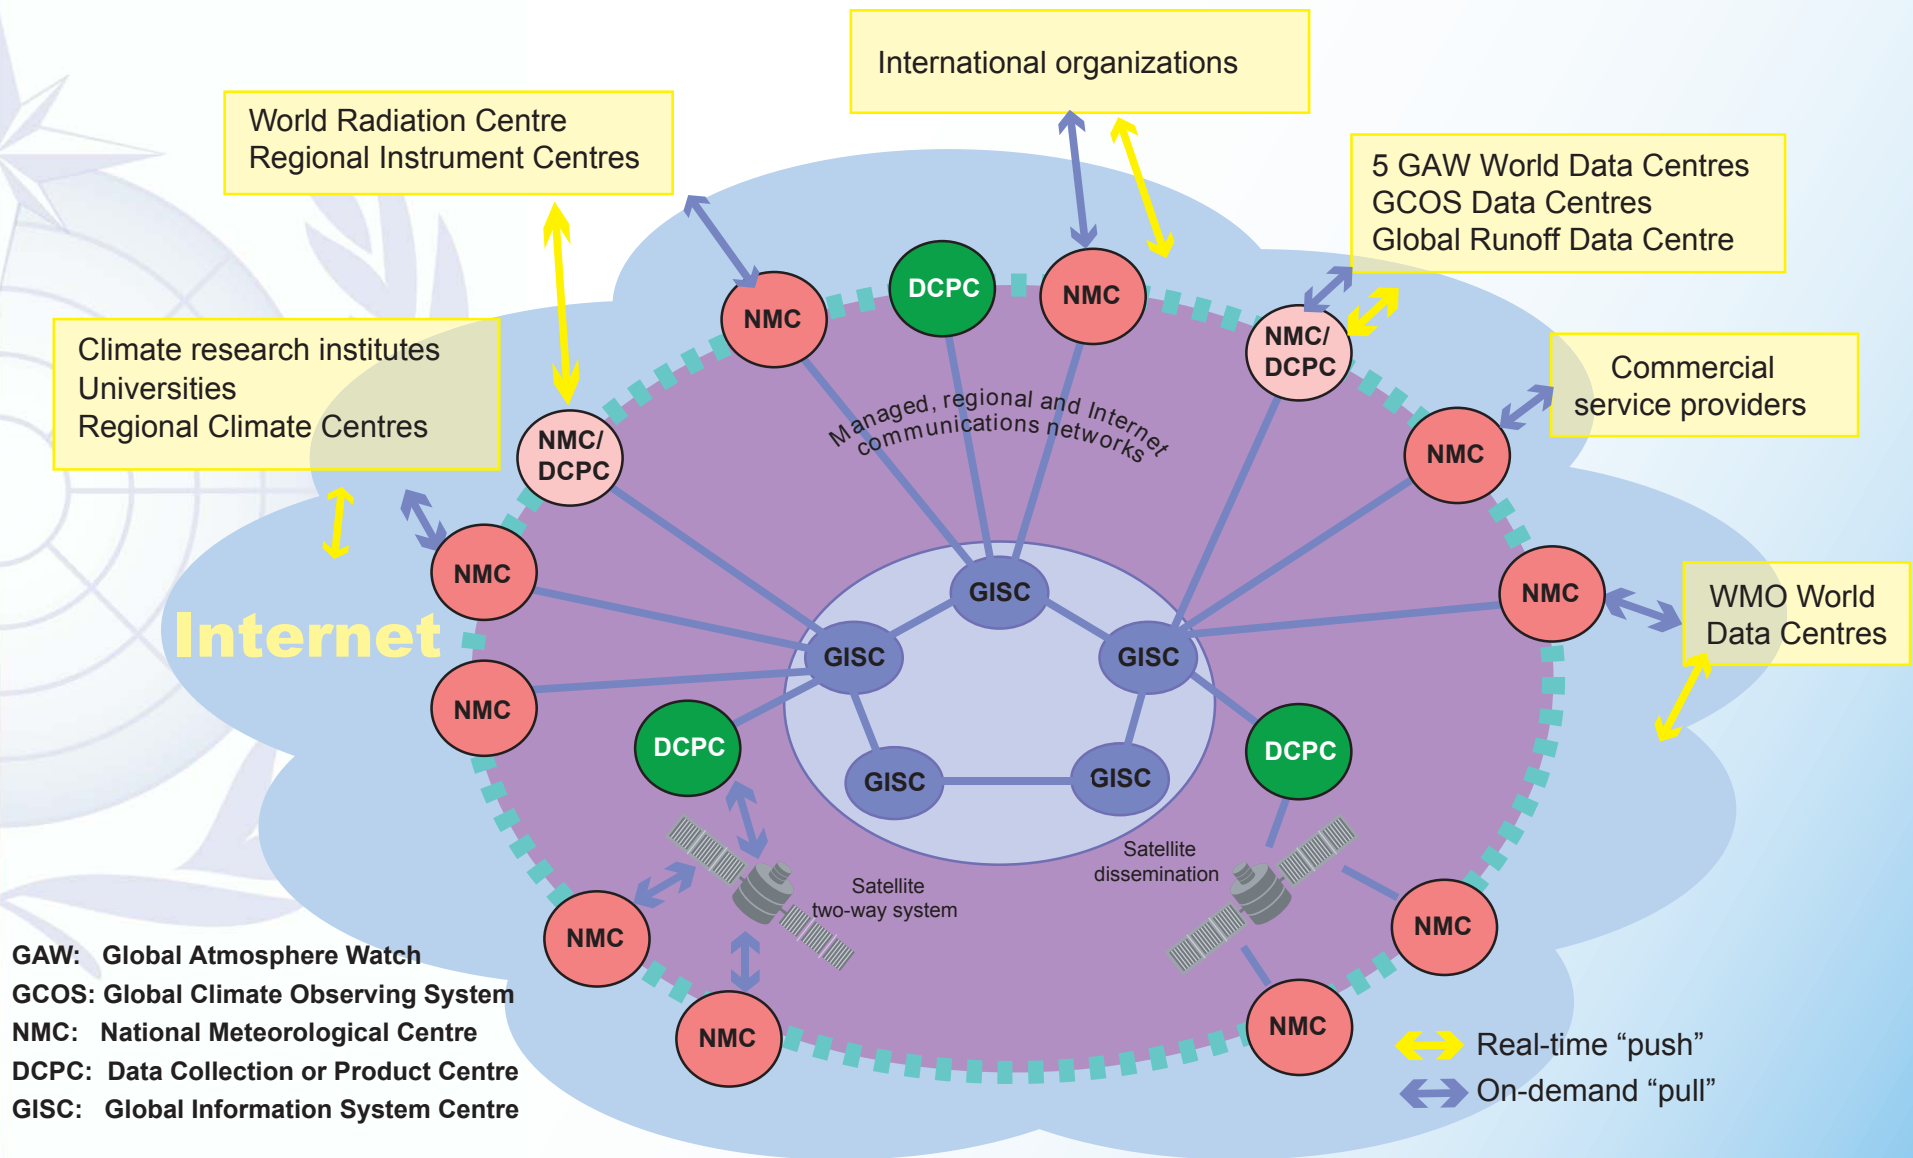 International organizations
World Radiation Centre
Regional Instrument Centres
5 GAW World Data Centres
GCOS Data Centres
Global Runoff Data Centre
Climate research institutes
Universities
Regional Climate Centres
Commercial
service providers
WMO World
Data Centres
DCPC
NMC
NMC
NMC/
DCPC
NMC/
DCPC
NMC
NMC
NMC
NMC
Managed, regional and Internet
communications networks
Internet
GISC
GISC
GISC
GISC
GISC
DCPC
DCPC
Satellite
two-way system
Satellite
dissemination
NMC
NMC
NMC
NMC
GAW: Global Atmosphere Watch
GCOS: Global Climate Observing System
NMC: National Meteorological Centre
DCPC: Data Collection or Product Centre
GISC: Global Information System Centre
Real-time “push”
On-demand “pull”